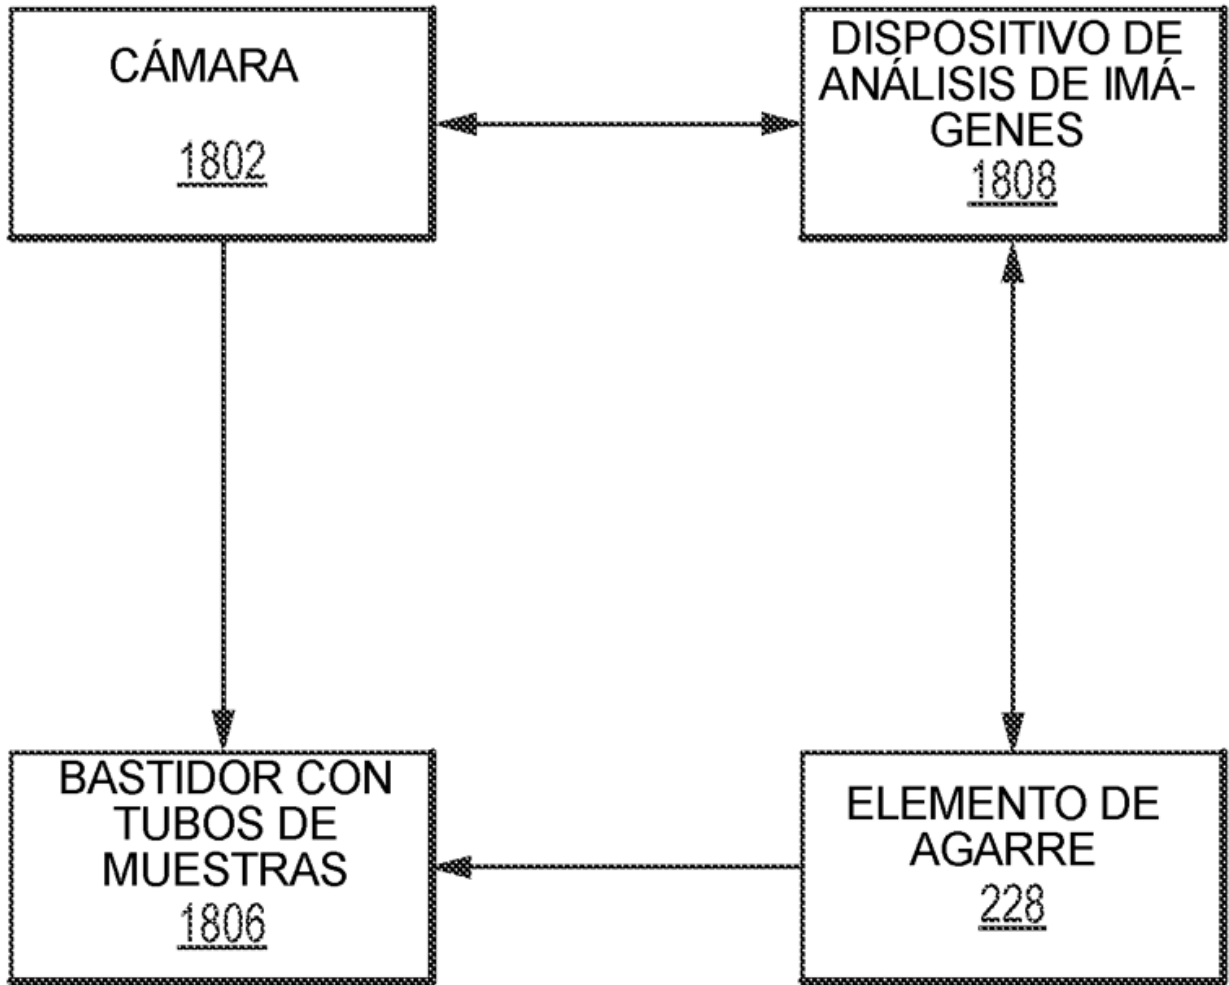 CÁMARA
1802
DISPOSITIVO DE
ANÁLISIS DE IMÁ-
GENES
1808
BASTIDOR CON
TUBOS DE
MUESTRAS
1806
ELEMENTO DE
AGARRE
228